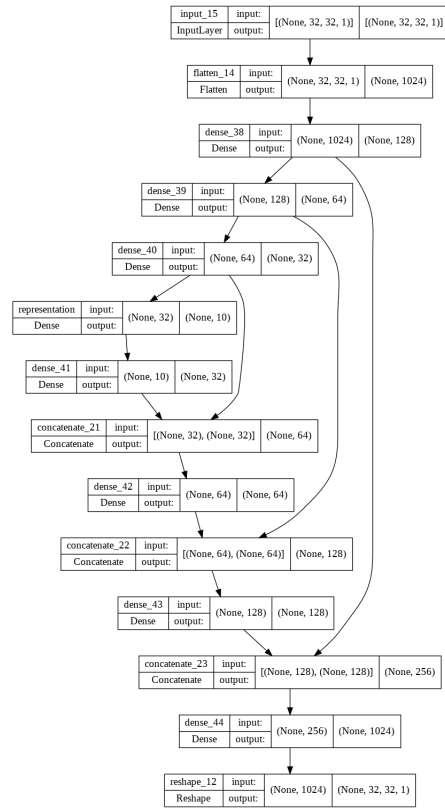 input_15 input: [(None, 32, 32, 1)] [(None, 32, 32, 1)]
InputLayer output:
flatten_14 input: (None, 32, 32, 1) (None, 1024)
Flatten output:
dense_38 input: (None, 1024) (None, 128)
Dense output:
dense_39 input: (None, 128) (None, 64)
Dense output:
dense_40 input: (None, 64) (None, 32)
Dense output:
representation input: (None, 32) (None, 10)
Dense output:
dense_41 input: (None, 10) (None, 32)
Dense output:
concatenate_21 input: [(None, 32), (None, 32)] (None, 64)
Concatenate output:
dense_42 input: (None, 64) (None, 64)
Dense output:
concatenate_22 input: [(None, 64), (None, 64)] (None, 128)
Concatenate output:
dense_43 input: (None, 128) (None, 128)
Dense output:
concatenate_23 input: [(None, 128), (None, 128)] (None, 256)
Concatenate output:
dense_44 input: (None, 256) (None, 1024)
Dense output:
reshape_12 input: (None, 1024) (None, 32, 32, 1)
Reshape output: